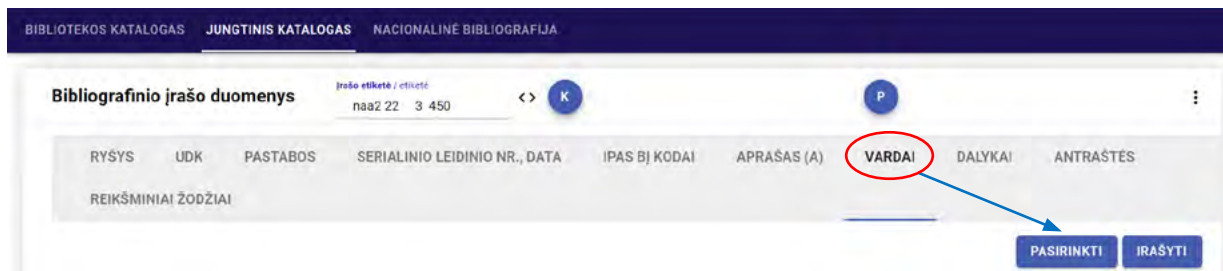 BIBLIOTEKOS KATALOGAS JUNGTINIS KATALOGAS NACIONALINĖ BIBLIOGRAFIJA
Įrašo etiketė / etiketė
Bibliografinio įrašo duomenys naa2 22 3 450 <> K P
RYŠYS UDK PASTABOS SERIALINIO LEIDINIO NR., DATA IPAS BĮ KODAI APRAŠAS (A) VARDAI DALYKAI ANTRAŠTĖS
REIKŠMINIAI ŽODŽIAI
PASIRINKTI IRAŠYTI